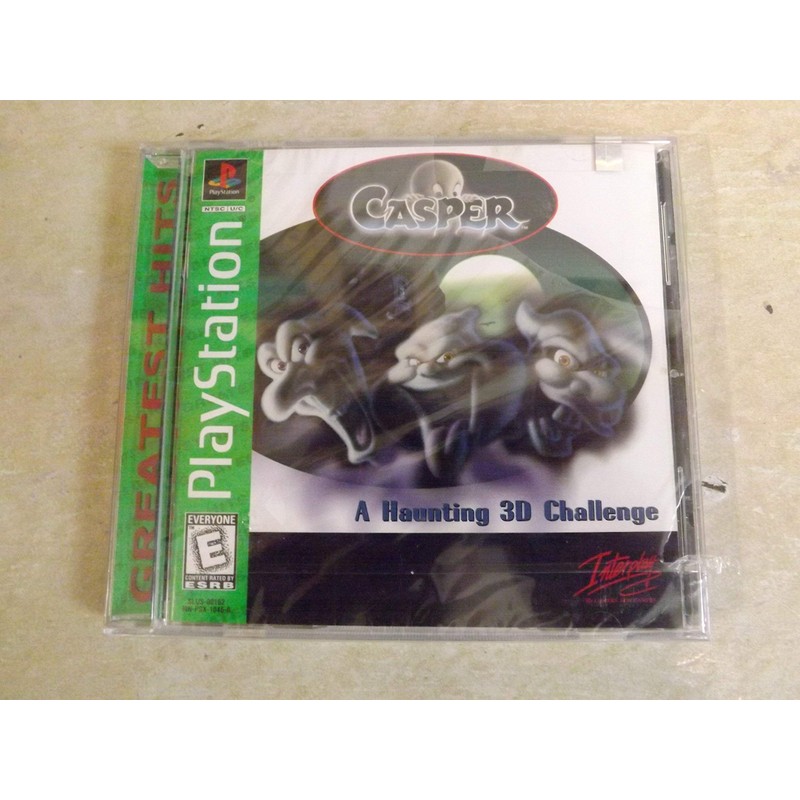 GREATEST HITS
PlayStation
NTSC U/C
PlayStation
CASPER
A Haunting 3D Challenge
EVERYONE
E
CONTENT RATED BY
ESRB
Interplay